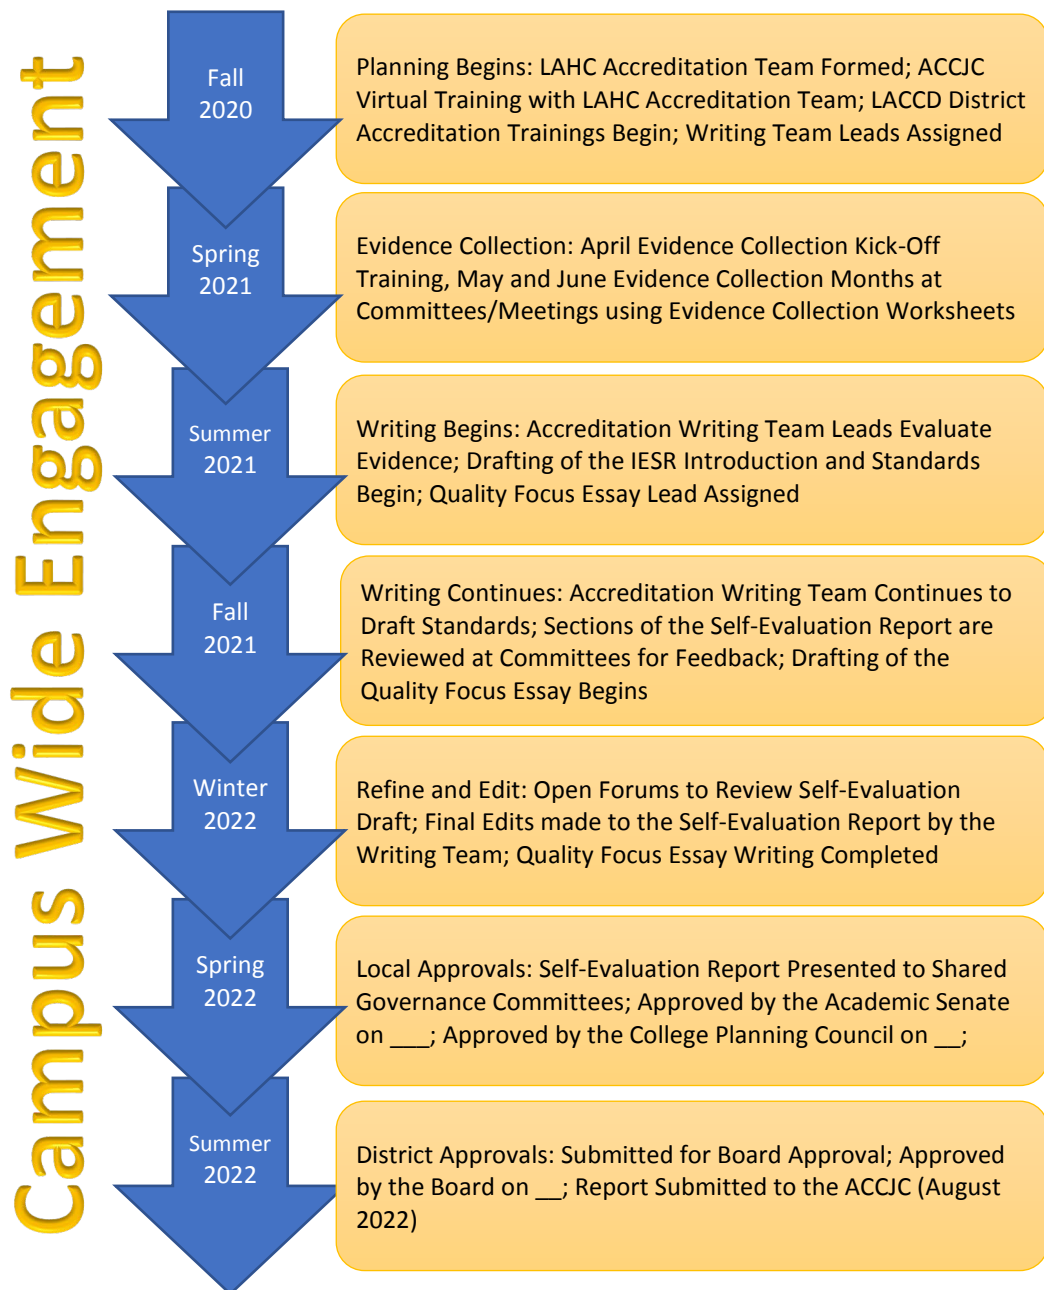 Campus Wide Engagement
Fall
2020
Planning Begins: LAHC Accreditation Team Formed; ACCJC
Virtual Training with LAHC Accreditation Team; LACCD District
Accreditation Trainings Begin; Writing Team Leads Assigned
Spring
2021
Evidence Collection: April Evidence Collection Kick-Off
Training, May and June Evidence Collection Months at
Committees/Meetings using Evidence Collection Worksheets
Summer
2021
Writing Begins: Accreditation Writing Team Leads Evaluate
Evidence; Drafting of the IESR Introduction and Standards
Begin; Quality Focus Essay Lead Assigned
Fall
2021
Writing Continues: Accreditation Writing Team Continues to
Draft Standards; Sections of the Self-Evaluation Report are
Reviewed at Committees for Feedback; Drafting of the
Quality Focus Essay Begins
Winter
2022
Refine and Edit: Open Forums to Review Self-Evaluation
Draft; Final Edits made to the Self-Evaluation Report by the
Writing Team; Quality Focus Essay Writing Completed
Spring
2022
Local Approvals: Self-Evaluation Report Presented to Shared
Governance Committees; Approved by the Academic Senate
on ___; Approved by the College Planning Council on __;
Summer
2022
District Approvals: Submitted for Board Approval; Approved
by the Board on __; Report Submitted to the ACCJC (August
2022)